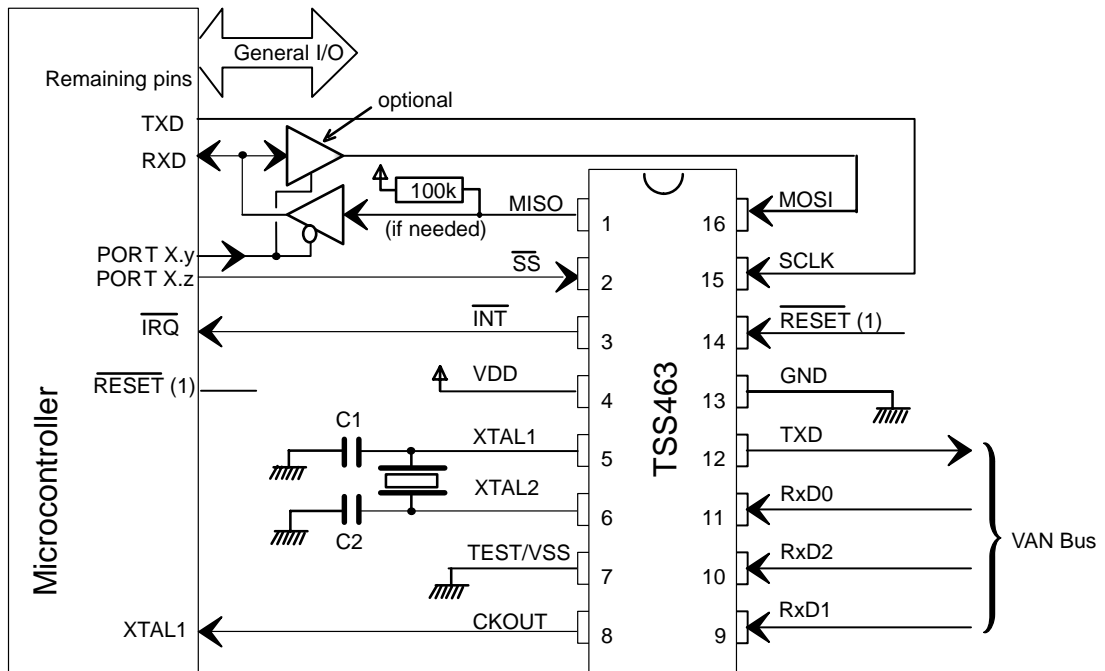 General I/O
Remaining pins
optional
TXD
RXD
100k
MISO
(if needed)
1
16
MOSI
PORT X.y
PORT X.z
SS
2
15
SCLK
IRQ
INT
3
14
RESET (1)
RESET (1)
VDD
4
13
GND
C1
XTAL1
5
12
TXD
XTAL2
6
11
RxD0
C2
TEST/VSS
7
10
RxD2
VAN Bus
XTAL1
CKOUT
8
9
RxD1
Microcontroller
TSS463